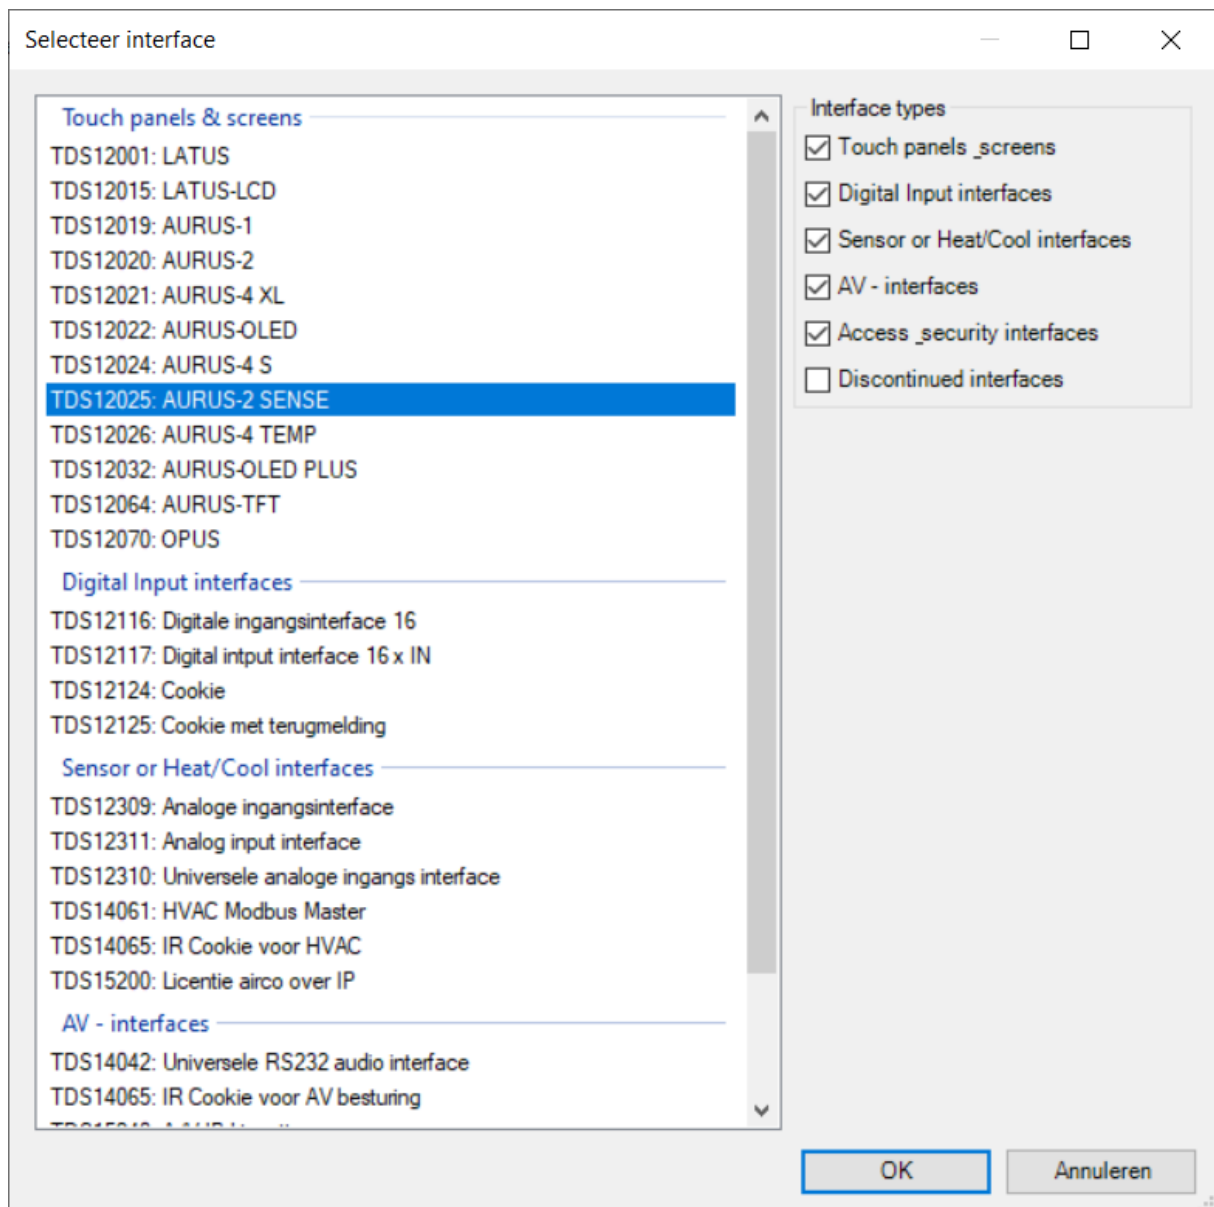 Selecteer interface
Touch panels & screens
TDS12001: LATUS
TDS12015: LATUS-LCD
TDS12019: AURUS-1
TDS12020: AURUS-2
TDS12021: AURUS-4 XL
TDS12022: AURUS-OLED
TDS12024: AURUS-4 S
TDS12025: AURUS-2 SENSE
TDS12026: AURUS-4 TEMP
TDS12032: AURUS-OLED PLUS
TDS12064: AURUS-TFT
TDS12070: OPUS
Digital Input interfaces
TDS12116: Digitale ingangsinterface 16
TDS12117: Digital intput interface 16 x IN
TDS12124: Cookie
TDS12125: Cookie met terugmelding
Sensor or Heat/Cool interfaces
TDS12309: Analoge ingangsinterface
TDS12311: Analog input interface
TDS12310: Universele analoge ingangs interface
TDS14061: HVAC Modbus Master
TDS14065: IR Cookie voor HVAC
TDS15200: Licentie airco over IP
AV - interfaces
TDS14042: Universele RS232 audio interface
TDS14065: IR Cookie voor AV besturing
Interface types
Touch panels _screens
Digital Input interfaces
Sensor or Heat/Cool interfaces
AV - interfaces
Access _security interfaces
Discontinued interfaces
OK
Annuleren